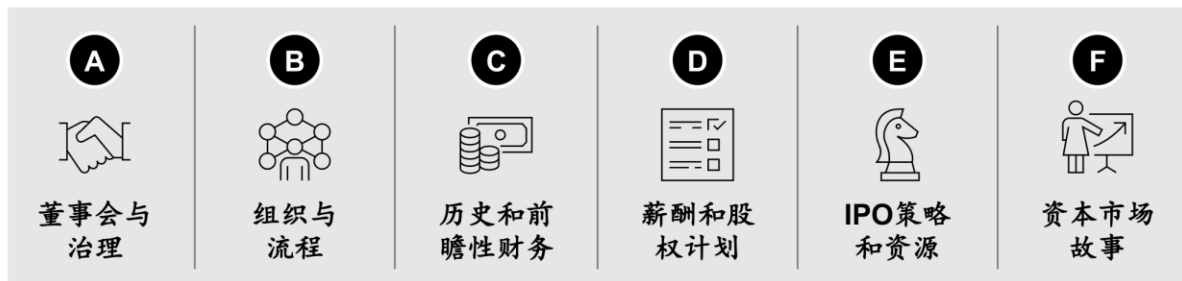 A
B
C
D
E
F
董事会与
治理
组织与
流程
历史和前
瞻性财务
薪酬和股
权计划
IPO策略
和资源
资本市场
故事